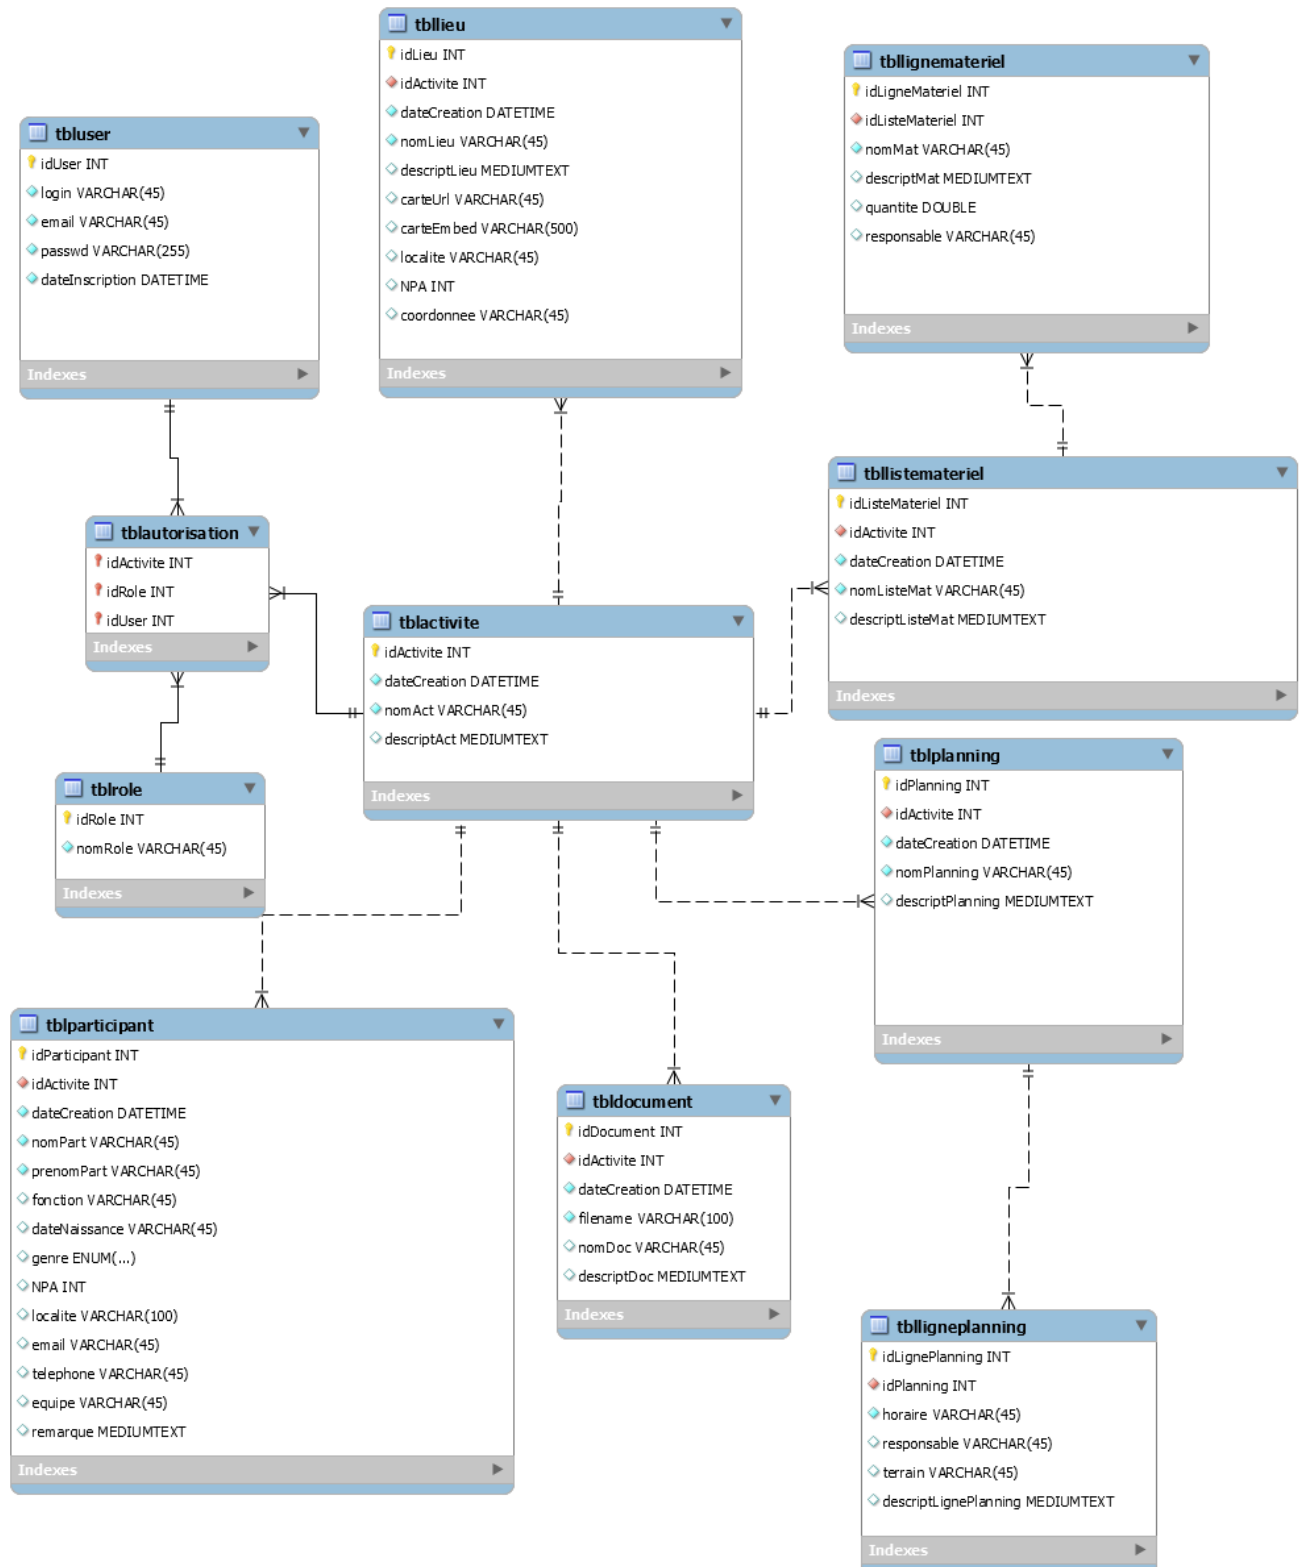 tbllieu
idLieu INT
idActivite INT
dateCreation DATETIME
nomLieu VARCHAR(45)
descriptLieu MEDIUMTEXT
carteUrl VARCHAR(45)
carteEmbed VARCHAR(500)
localite VARCHAR(45)
NPA INT
coordonnee VARCHAR(45)
Indexes
tbllignemateriel
idLigneMateriel INT
idListeMateriel INT
nomMat VARCHAR(45)
descriptMat MEDIUMTEXT
quantite DOUBLE
responsable VARCHAR(45)
Indexes
tbluser
idUser INT
login VARCHAR(45)
email VARCHAR(45)
passwd VARCHAR(255)
dateInscription DATETIME
Indexes
tbllistemateriel
idListeMateriel INT
idActivite INT
dateCreation DATETIME
nomListeMat VARCHAR(45)
descriptListeMat MEDIUMTEXT
Indexes
tblautorisation
idActivite INT
idRole INT
idUser INT
Indexes
tblactivite
idActivite INT
dateCreation DATETIME
nomAct VARCHAR(45)
descriptAct MEDIUMTEXT
Indexes
tblrole
idRole INT
nomRole VARCHAR(45)
Indexes
tblplanning
idPlanning INT
idActivite INT
dateCreation DATETIME
nomPlanning VARCHAR(45)
descriptPlanning MEDIUMTEXT
Indexes
tblparticipant
idParticipant INT
idActivite INT
dateCreation DATETIME
nomPart VARCHAR(45)
prenomPart VARCHAR(45)
fonction VARCHAR(45)
dateNaissance VARCHAR(45)
genre ENUM(...)
NPA INT
localite VARCHAR(100)
email VARCHAR(45)
telephone VARCHAR(45)
equipe VARCHAR(45)
remarque MEDIUMTEXT
Indexes
tbldocument
idDocument INT
idActivite INT
dateCreation DATETIME
filename VARCHAR(100)
nomDoc VARCHAR(45)
descriptDoc MEDIUMTEXT
Indexes
tblligneplanning
idLignePlanning INT
idPlanning INT
horaire VARCHAR(45)
responsable VARCHAR(45)
terrain VARCHAR(45)
descriptLignePlanning MEDIUMTEXT
Indexes